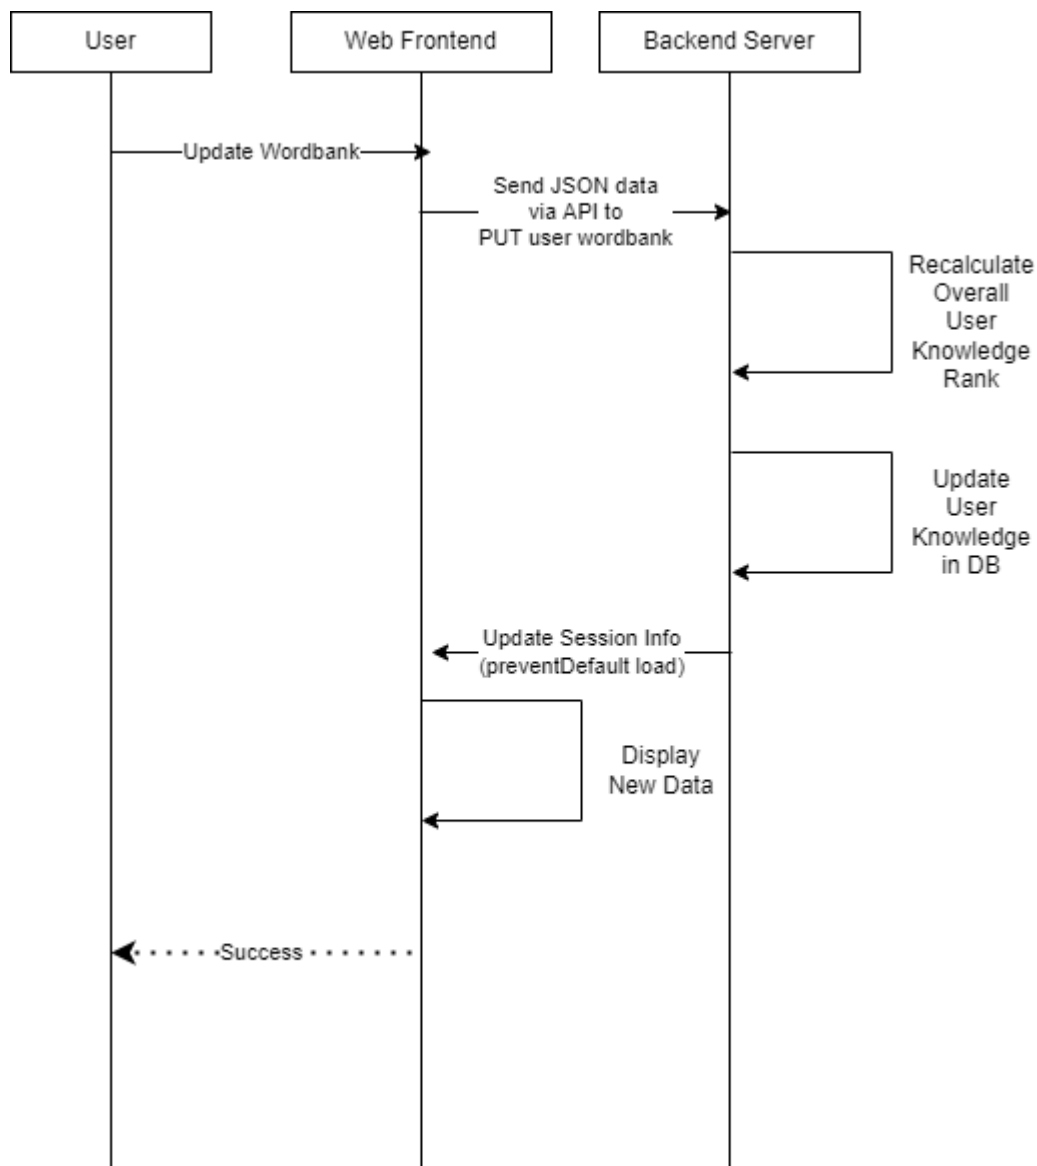 User
Web Frontend
Backend Server
Update Wordbank
Send JSON data
via API to
PUT user wordbank
Recalculate
Overall
User
Knowledge
Rank
Update
User
Knowledge
in DB
Update Session Info
(preventDefault load)
Display
New Data
Success